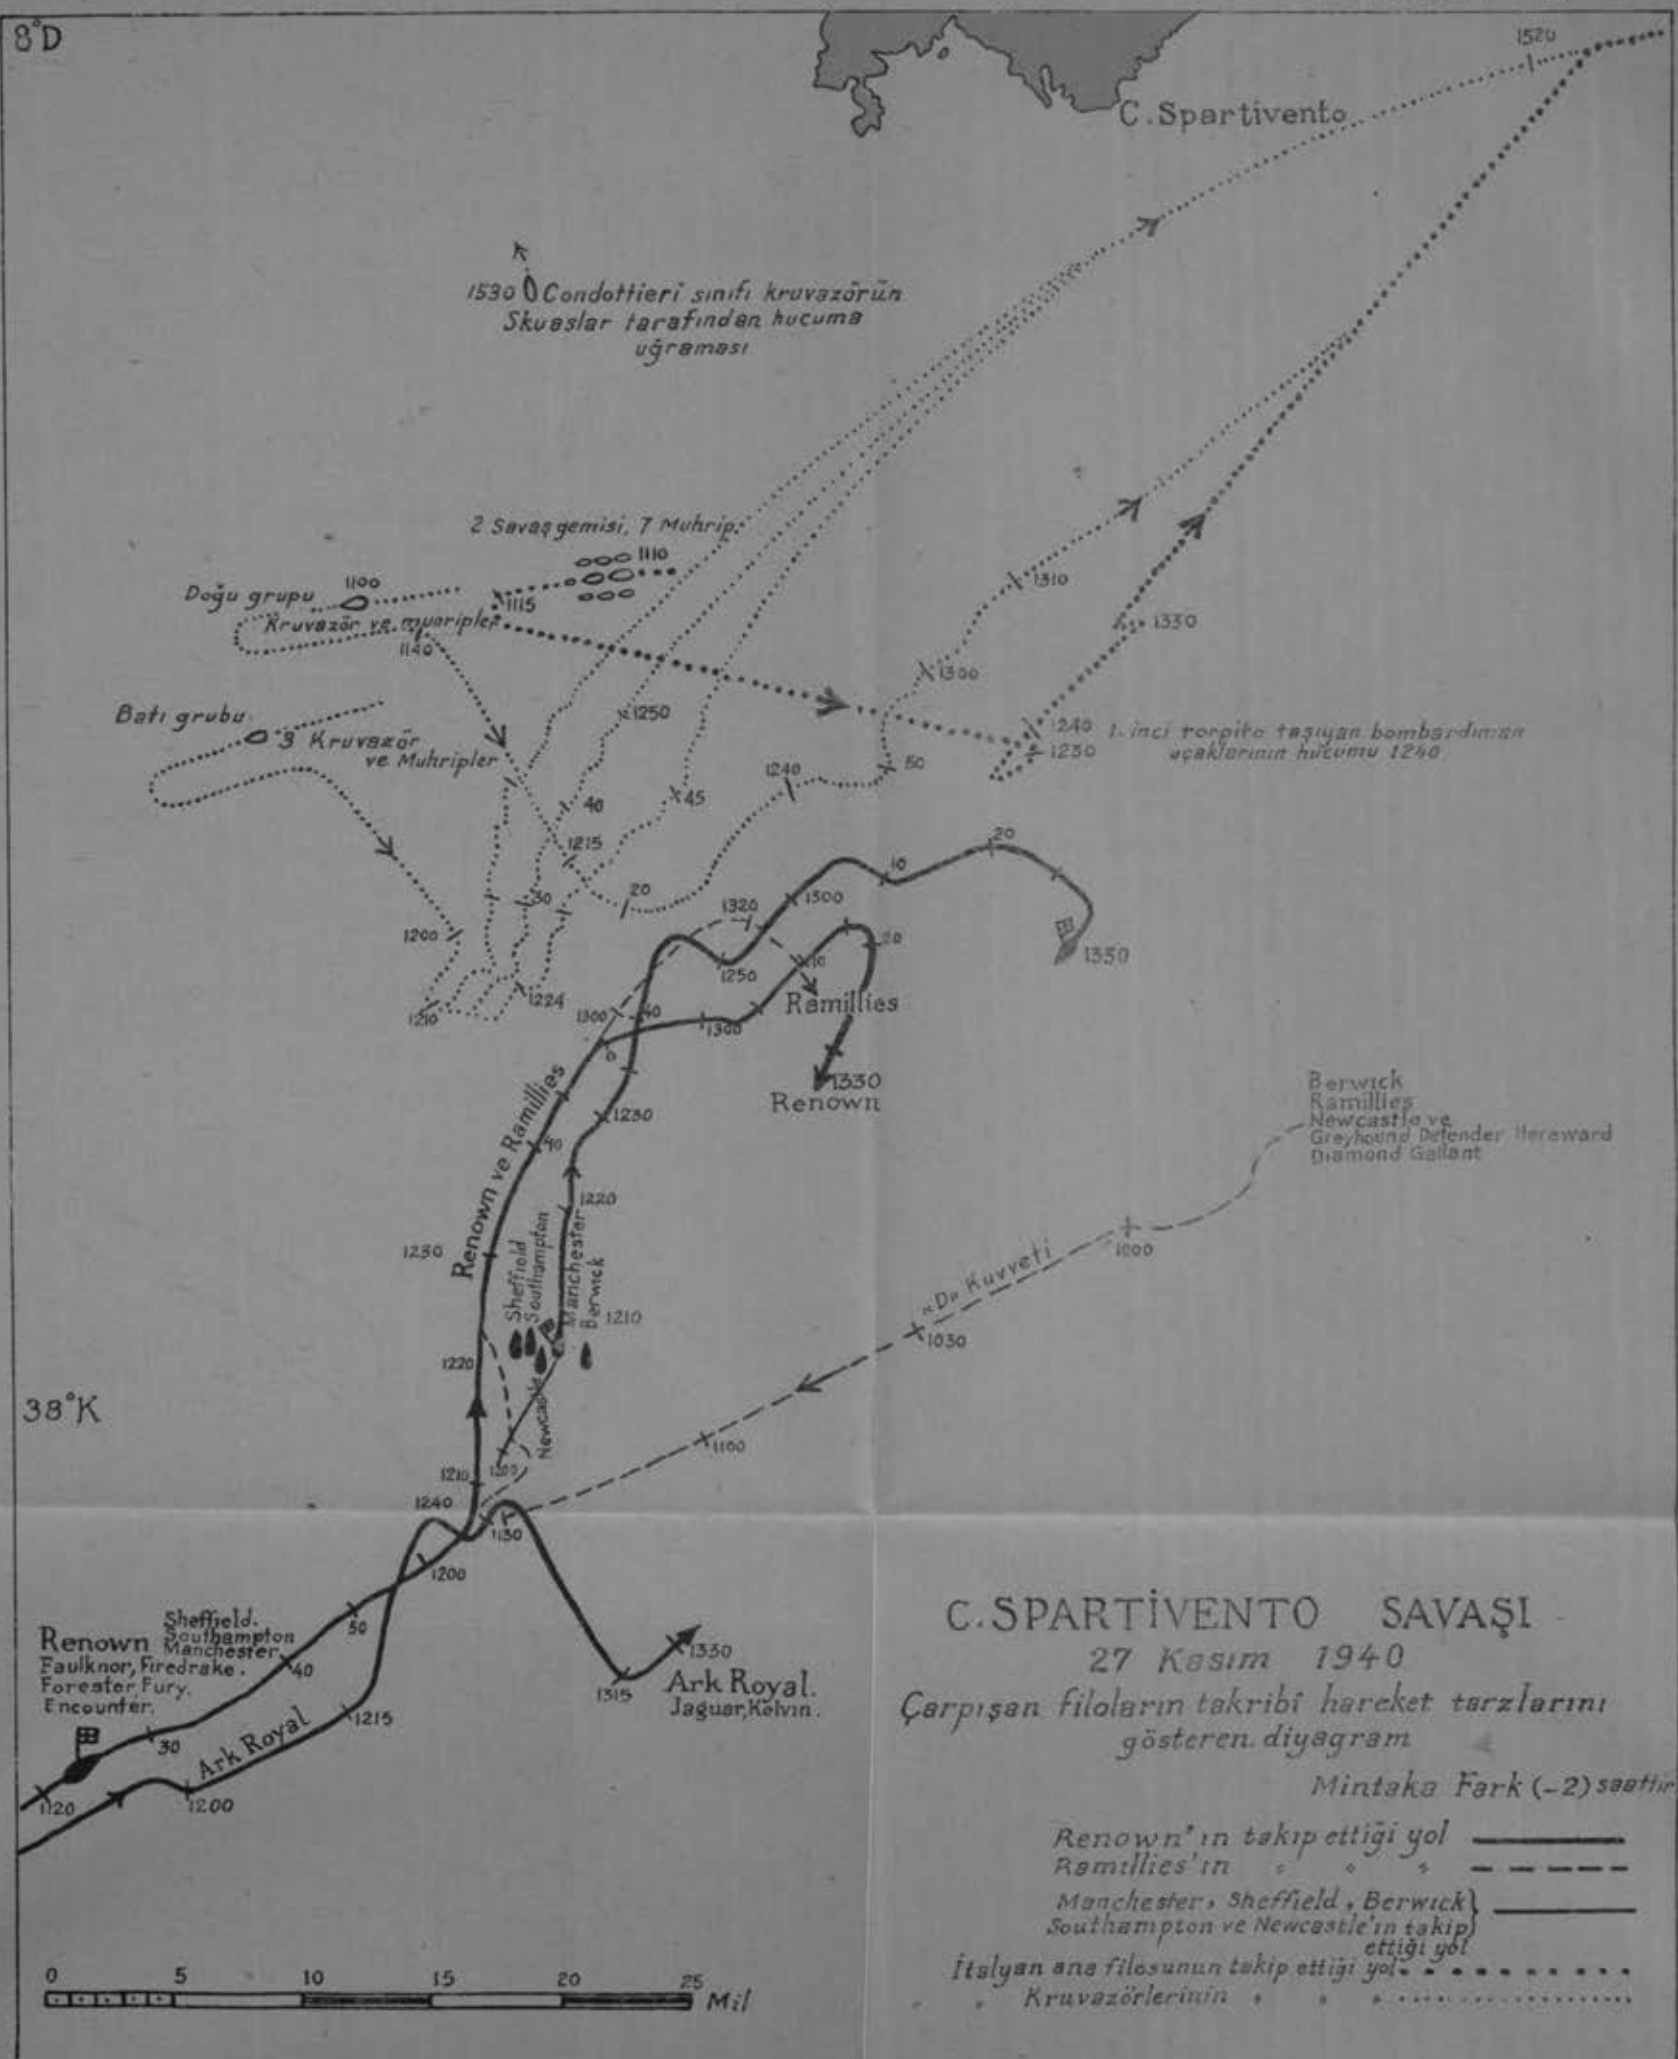 8°D
1520
C. Spartivento
1530 Condottieri sınıfı kruvazörün
Skuaslar tarafından hucuma
uğraması
2 Savaş gemisi, 7 Muhrip.
1110
1100
Doğu grupu
1115
Kruvazör ve muhripler
1140
1310
1330
1300
Batı grubu
3 Kruvazör
ve Muhripler
1250
1240
1230
1. inci torpito taşıyan bombardıman
uçaklarının hücumu 1240
1240
50
40
45
1215
20
30
20
10
1300
1320
1200
1250
10
20
1330
1224
1210
1300
40
1300
Ramillies
0
1330
Renown
Renown ve Ramillies
40
1230
Berwick
Ramillies
Newcastle ve
Greyhound Defender Hereward
Diamond Gallant
1220
1230
Sheffield
Southampton
Manchester
Berwick
1210
«D» Kuvveti
1000
1030
1220
Newcastle
38°K
1100
1210
1200
1240
1130
1200
50
40
Renown
Sheffield.
Southampton
Manchester
Faulknor, Firedrake.
Forester, Fury.
Encounter.
30
1120
Ark Royal
1200
1215
1315
1330
Ark Royal.
Jaguar, Kelvin.
C. SPARTİVENTO SAVAŞI
27 Kasım 1940
Çarpışan filoların takribî hareket tarzlarını
gösteren. diyagram
Mintaka Fark (-2) saattir
Renown'ın takip ettiği yol
Ramillies'in " " "
Manchester, Sheffield, Berwick}
Southampton ve Newcastle'ın takip}
ettiği yol
İtalyan ana filosunun takip ettiği yol
" " Kruvazörlerinin " " "
0 5 10 15 20 25 Mil